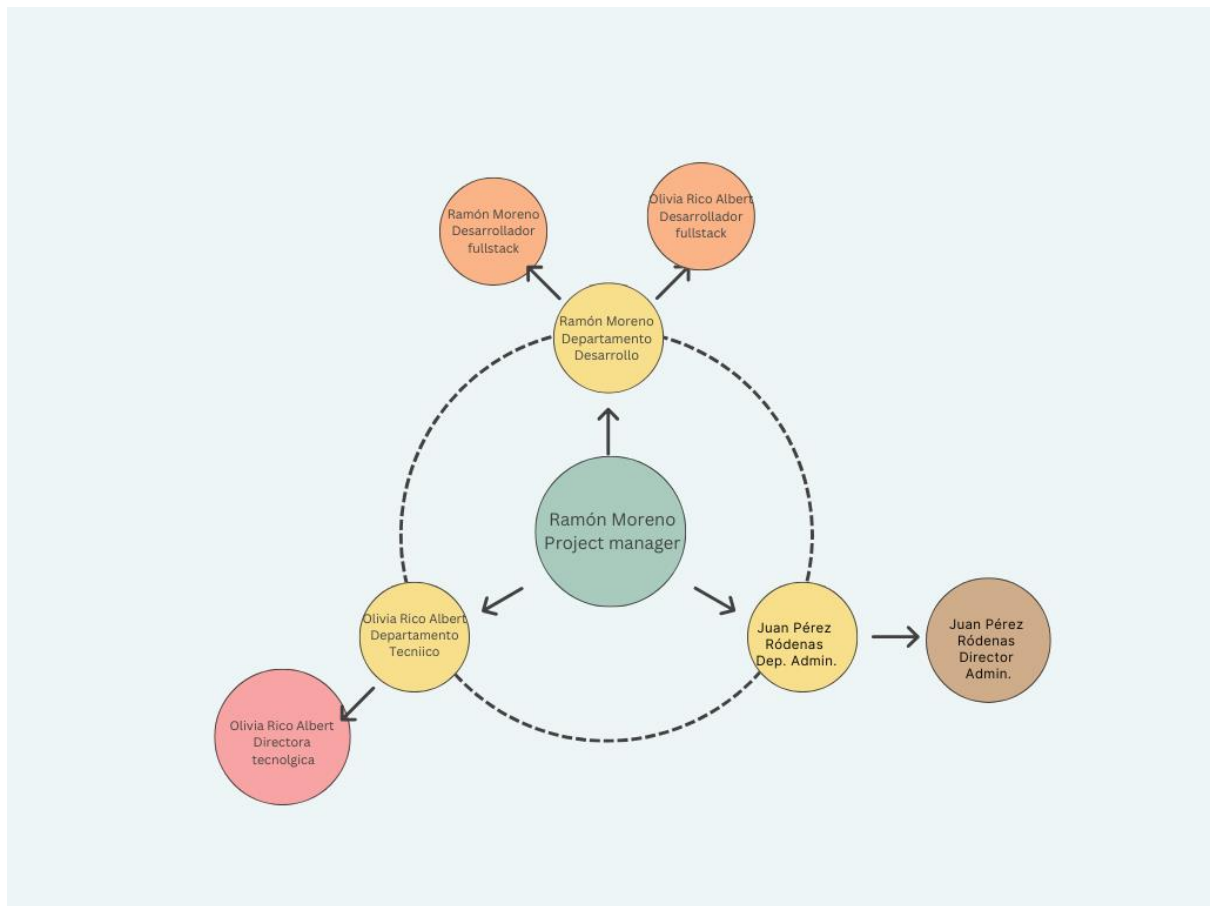 Ramón Moreno
Desarrollador
fullstack
Olivia Rico Albert
Desarrollador
fullstack
Ramón Moreno
Departamento
Desarrollo
Ramón Moreno
Project manager
Olivia Rico Albert
Departamento
Tecniico
Juan Pérez
Ródenas
Dep. Admin.
Juan Pérez
Ródenas
Director
Admin.
Olivia Rico Albert
Directora
tecnolgica